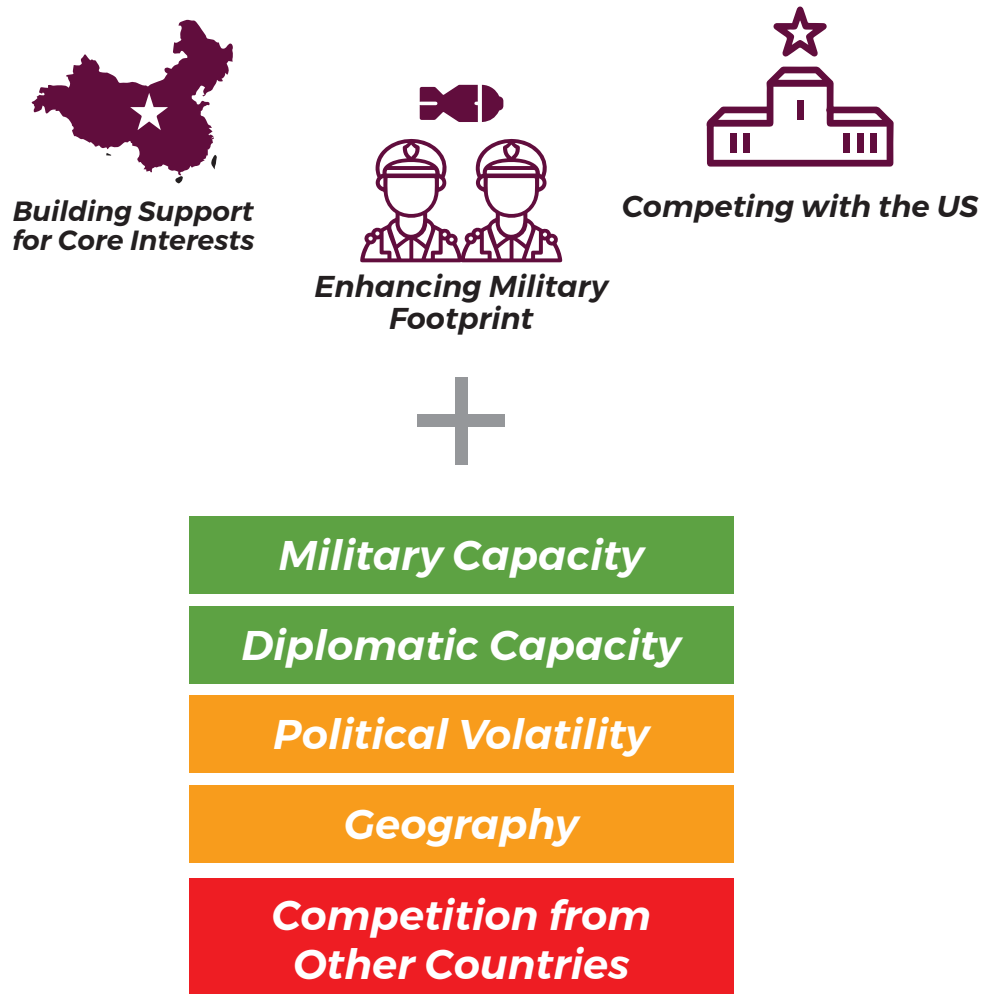 Building Support
for Core Interests
Enhancing Military
Footprint
Competing with the US
Military Capacity
Diplomatic Capacity
Political Volatility
Geography
Competition from
Other Countries